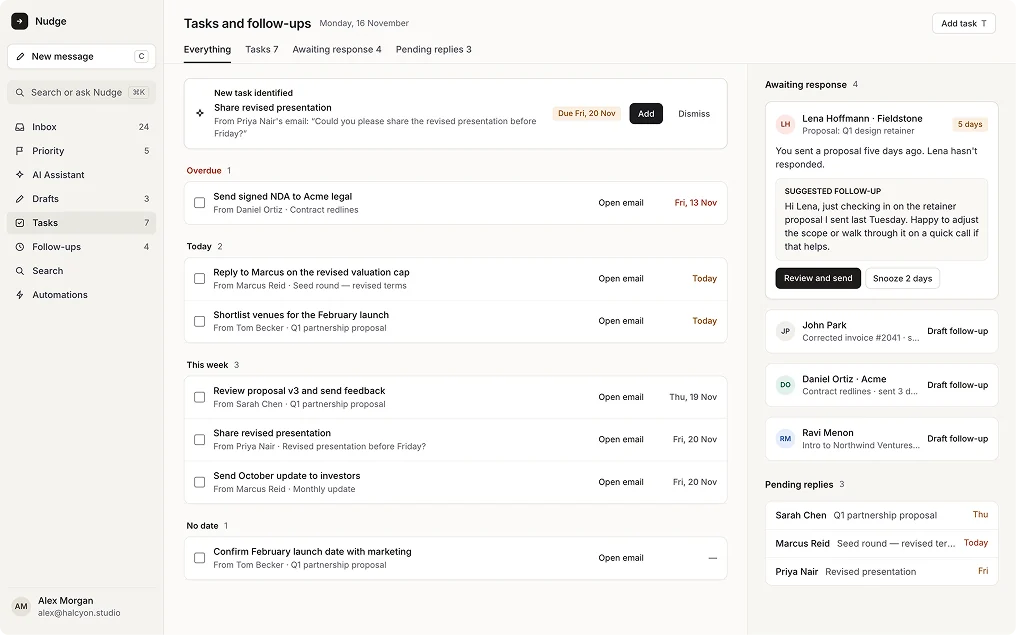 Nudge
New message C
Search or ask Nudge ⌘K
Inbox 24
Priority 5
AI Assistant
Drafts 3
Tasks 7
Follow-ups 4
Search
Automations
AM
Alex Morgan
alex@halcyon.studio
Tasks and follow-ups Monday, 16 November
Add task T
Everything Tasks 7 Awaiting response 4 Pending replies 3
New task identified
Share revised presentation
From Priya Nair's email: “Could you please share the revised presentation before
Friday?”
Due Fri, 20 Nov Add Dismiss
Overdue 1
Send signed NDA to Acme legal
From Daniel Ortiz · Contract redlines
Open email Fri, 13 Nov
Today 2
Reply to Marcus on the revised valuation cap
From Marcus Reid · Seed round — revised terms
Open email Today
Shortlist venues for the February launch
From Tom Becker · Q1 partnership proposal
Open email Today
This week 3
Review proposal v3 and send feedback
From Sarah Chen · Q1 partnership proposal
Open email Thu, 19 Nov
Share revised presentation
From Priya Nair · Revised presentation before Friday?
Open email Fri, 20 Nov
Send October update to investors
From Marcus Reid · Monthly update
Open email Fri, 20 Nov
No date 1
Confirm February launch date with marketing
From Tom Becker · Q1 partnership proposal
Open email —
Awaiting response 4
LH
Lena Hoffmann · Fieldstone
Proposal: Q1 design retainer
5 days
You sent a proposal five days ago. Lena hasn't
responded.
SUGGESTED FOLLOW-UP
Hi Lena, just checking in on the retainer
proposal I sent last Tuesday. Happy to adjust
the scope or walk through it on a quick call if
that helps.
Review and send Snooze 2 days
JP
John Park
Corrected invoice #2041 · s...
Draft follow-up
DO
Daniel Ortiz · Acme
Contract redlines · sent 3 d...
Draft follow-up
RM
Ravi Menon
Intro to Northwind Ventures...
Draft follow-up
Pending replies 3
Sarah Chen Q1 partnership proposal Thu
Marcus Reid Seed round — revised ter... Today
Priya Nair Revised presentation Fri